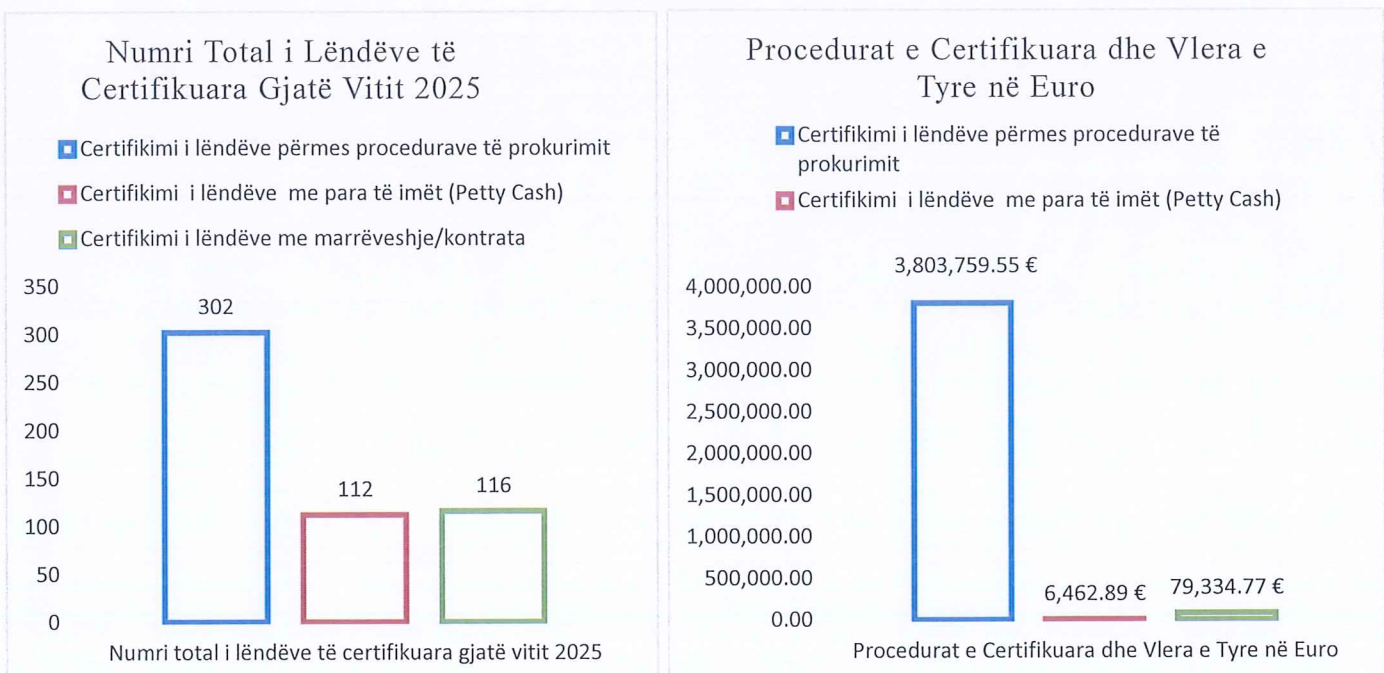 Numri Total i Lëndëve të
Certifikuara Gjatë Vitit 2025
Certifikimi i lëndëve përmes procedurave të prokurimit
Certifikimi i lëndëve me para të imët (Petty Cash)
Certifikimi i lëndëve me marrëveshje/kontrata
350
300
250
200
150
100
50
0
302
112
116
Numri total i lëndëve të certifikuara gjatë vitit 2025
Procedurat e Certifikuara dhe Vlera e
Tyre në Euro
Certifikimi i lëndëve përmes procedurave të
prokurimit
Certifikimi i lëndëve me para të imët (Petty Cash)
4,000,000.00
3,500,000.00
3,000,000.00
2,500,000.00
2,000,000.00
1,500,000.00
1,000,000.00
500,000.00
0.00
3,803,759.55 €
6,462.89 €
79,334.77 €
Procedurat e Certifikuara dhe Vlera e Tyre në Euro